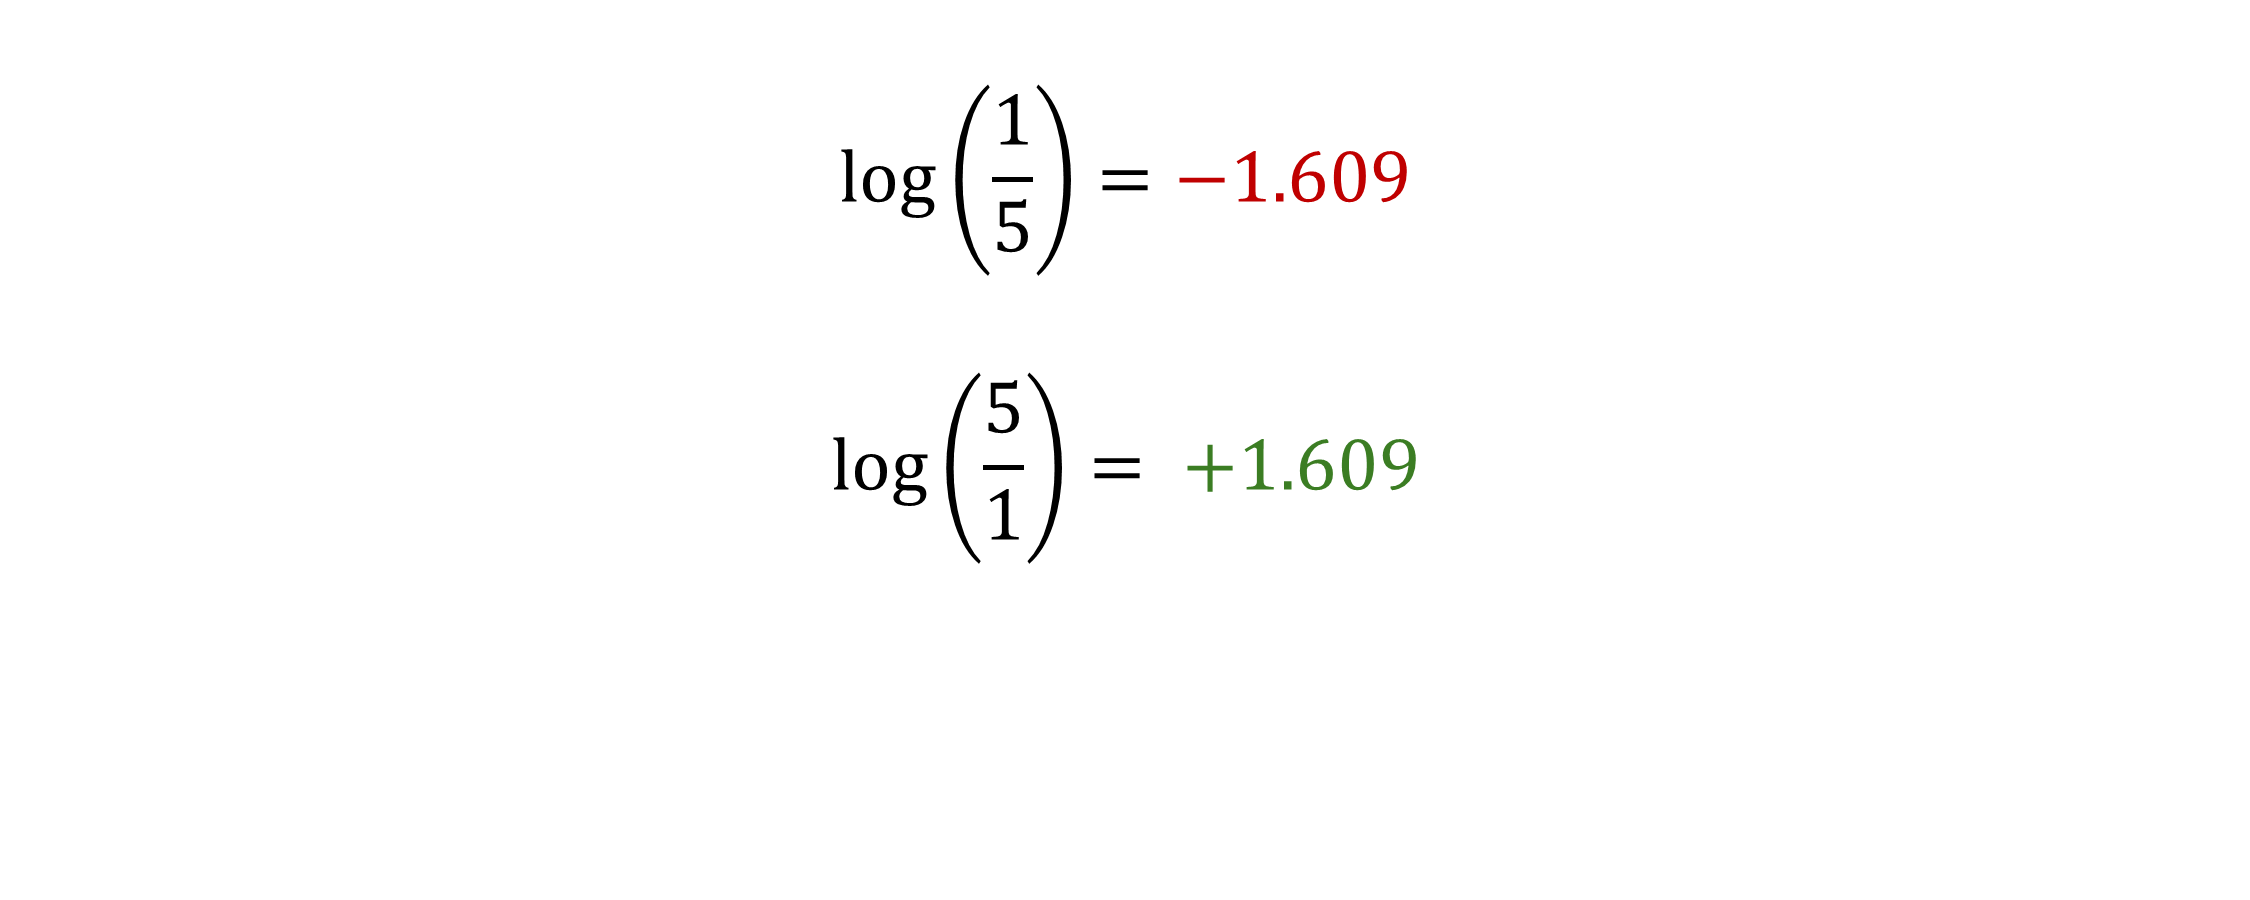 log(1/5) = −1.609
log(5/1) = +1.609